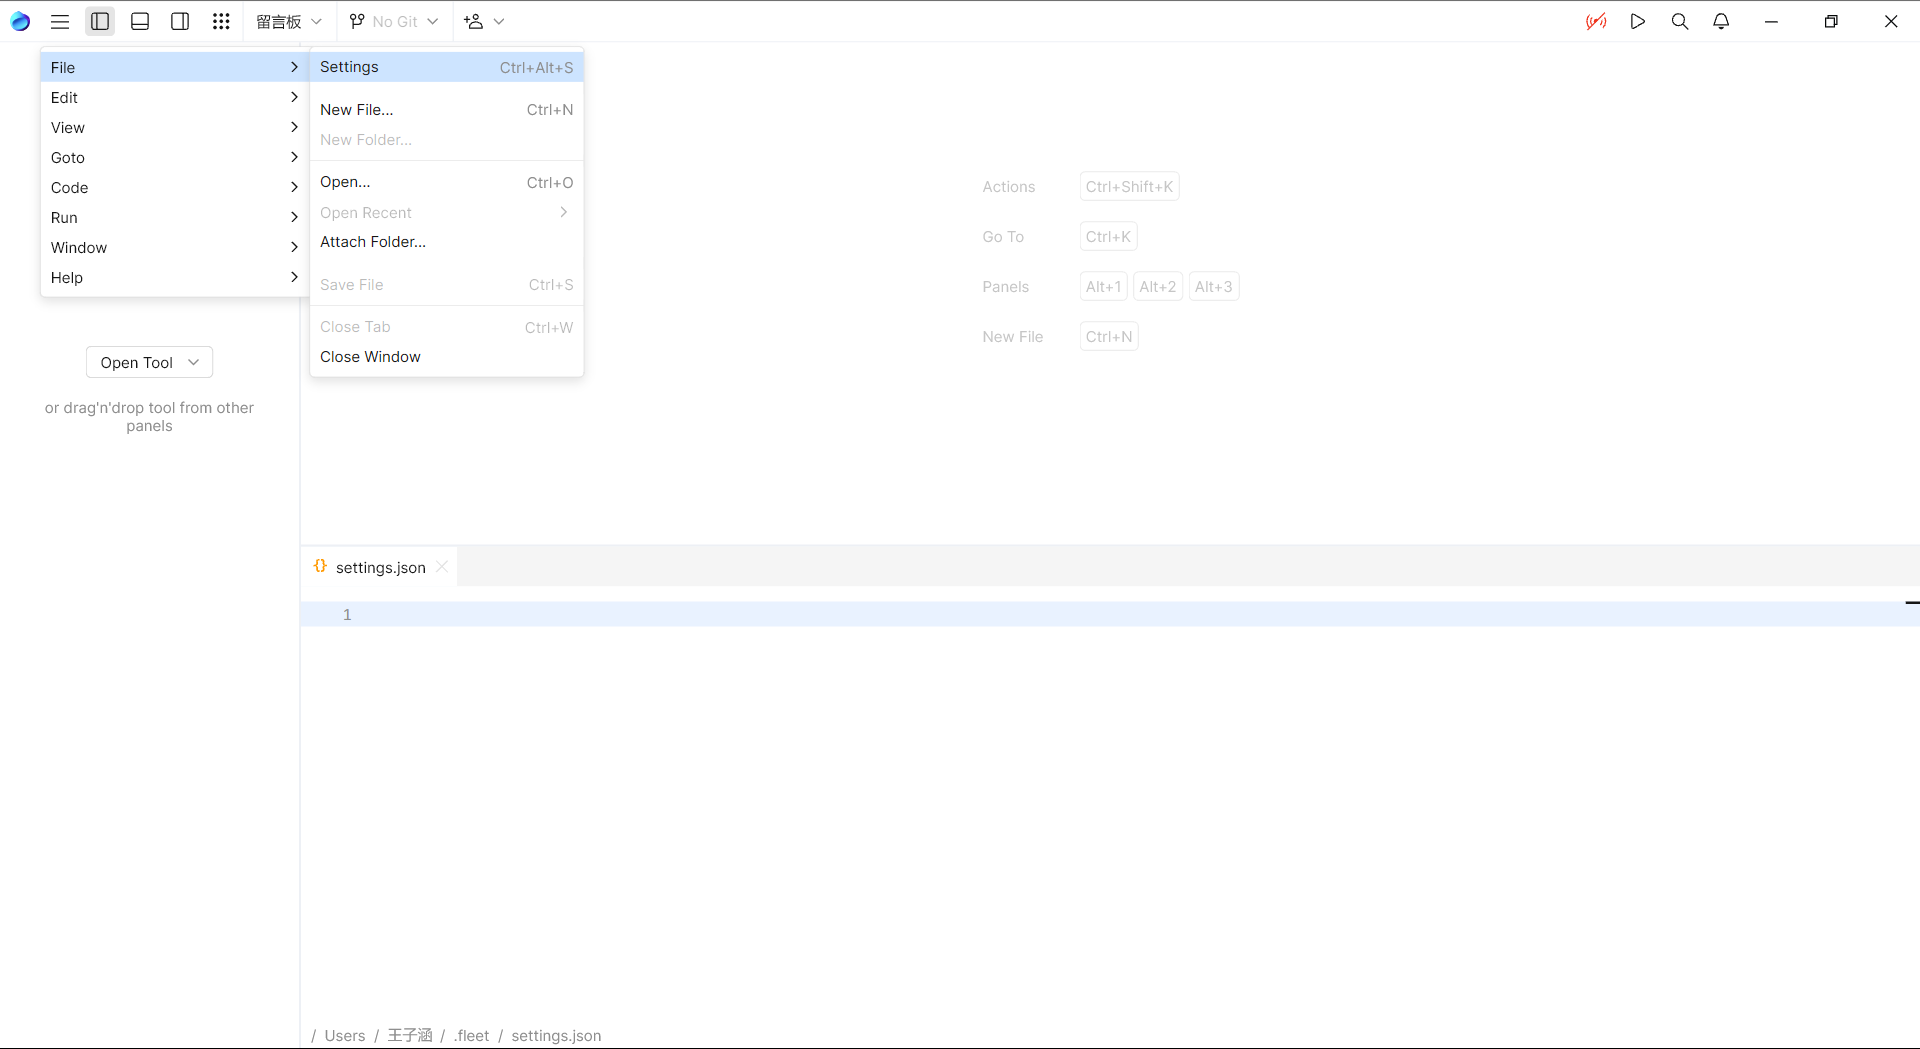 留言板
No Git
File
Edit
View
Goto
Code
Run
Window
Help
Settings Ctrl+Alt+S
New File... Ctrl+N
New Folder...
Open... Ctrl+O
Open Recent
Attach Folder...
Save File Ctrl+S
Close Tab Ctrl+W
Close Window
Open Tool
or drag'n'drop tool from other
panels
Actions Ctrl+Shift+K
Go To Ctrl+K
Panels Alt+1 Alt+2 Alt+3
New File Ctrl+N
{} settings.json
1
/ Users / 王子涵 / .fleet / settings.json